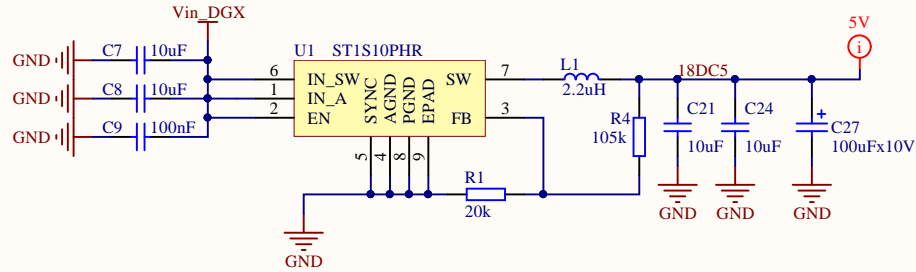 Vin_DGX
5V
i
GND
C7
10uF
U1
ST1S10PHR
GND
C8
10uF
GND
C9
100nF
6
1
2
IN_SW
IN_A
EN
SYNC
AGND
PGND
EPAD
SW
FB
7
3
5
4
8
9
L1
2.2uH
18DC5
R4
105k
C21
10uF
C24
10uF
C27
100uFx10V
+
R1
20k
GND
GND
GND
GND